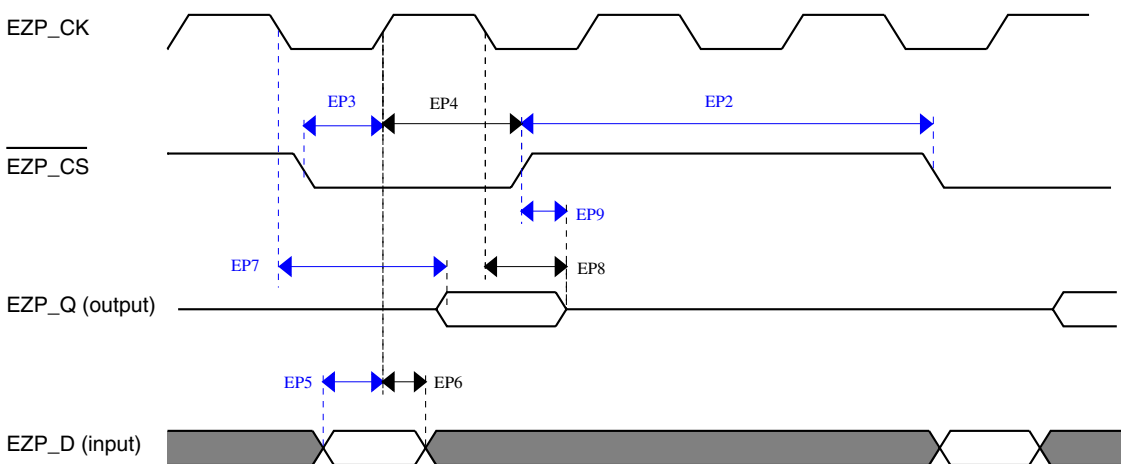 EZP_CK
EP3
EP4
EP2
EZP_CS
EP9
EP7
EP8
EZP_Q (output)
EP5
EP6
EZP_D (input)